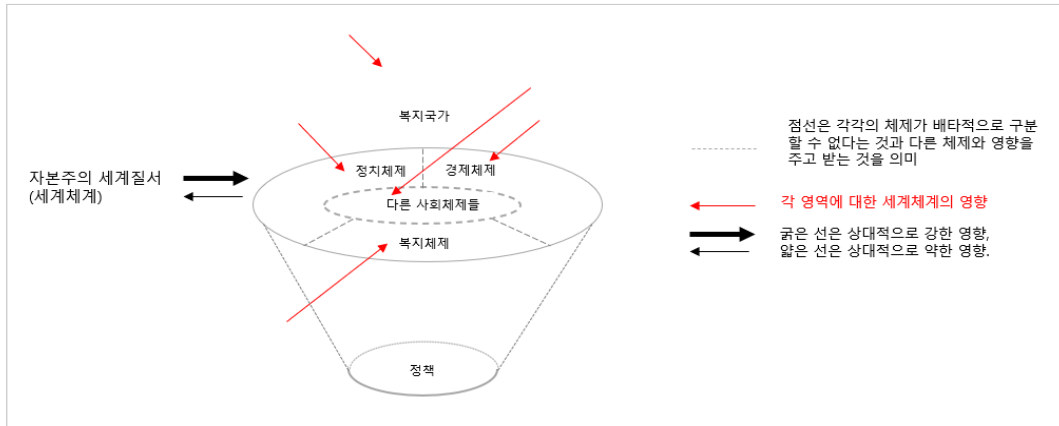 복지국가
정치체제
경제체제
다른 사회체제들
복지체제
정책
자본주의 세계질서
(세계체계)
점선은 각각의 체제가 배타적으로 구분
할 수 없다는 것과 다른 체제와 영향을
주고 받는 것을 의미
각 영역에 대한 세계체계의 영향
굵은 선은 상대적으로 강한 영향,
얇은 선은 상대적으로 약한 영향.